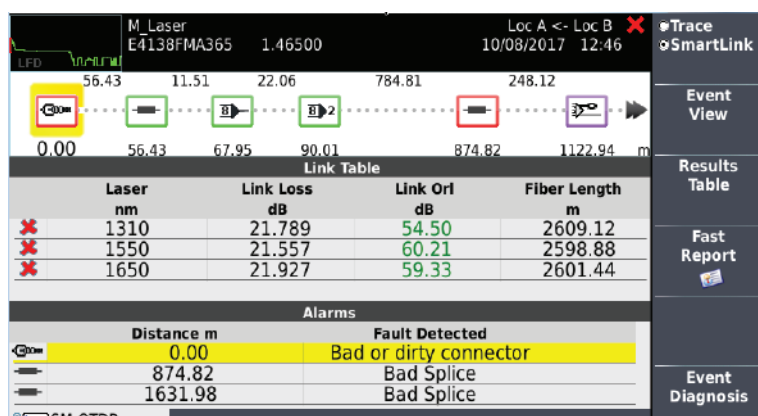 M_Laser Loc A <- Loc B
E4138FMA365 1.46500 10/08/2017 12:46
LFD
Trace
SmartLink
56.43 11.51 22.06 784.81 248.12
8 8 2
0.00 56.43 67.95 90.01 874.82 1122.94 m
Event
View
Results
Table
Fast
Report
Event
Diagnosis
Link Table
Laser Link Loss Link Orl Fiber Length
nm dB dB m
1310 21.789 54.50 2609.12
1550 21.557 60.21 2598.88
1650 21.927 59.33 2601.44
Alarms
Distance m Fault Detected
0.00 Bad or dirty connector
874.82 Bad Splice
1631.98 Bad Splice